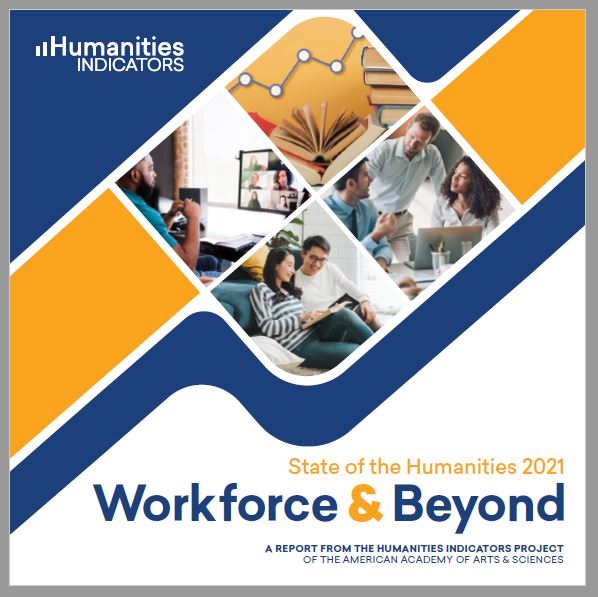 Humanities
INDICATORS
State of the Humanities 2021
Workforce & Beyond
A REPORT FROM THE HUMANITIES INDICATORS PROJECT
OF THE AMERICAN ACADEMY OF ARTS & SCIENCES